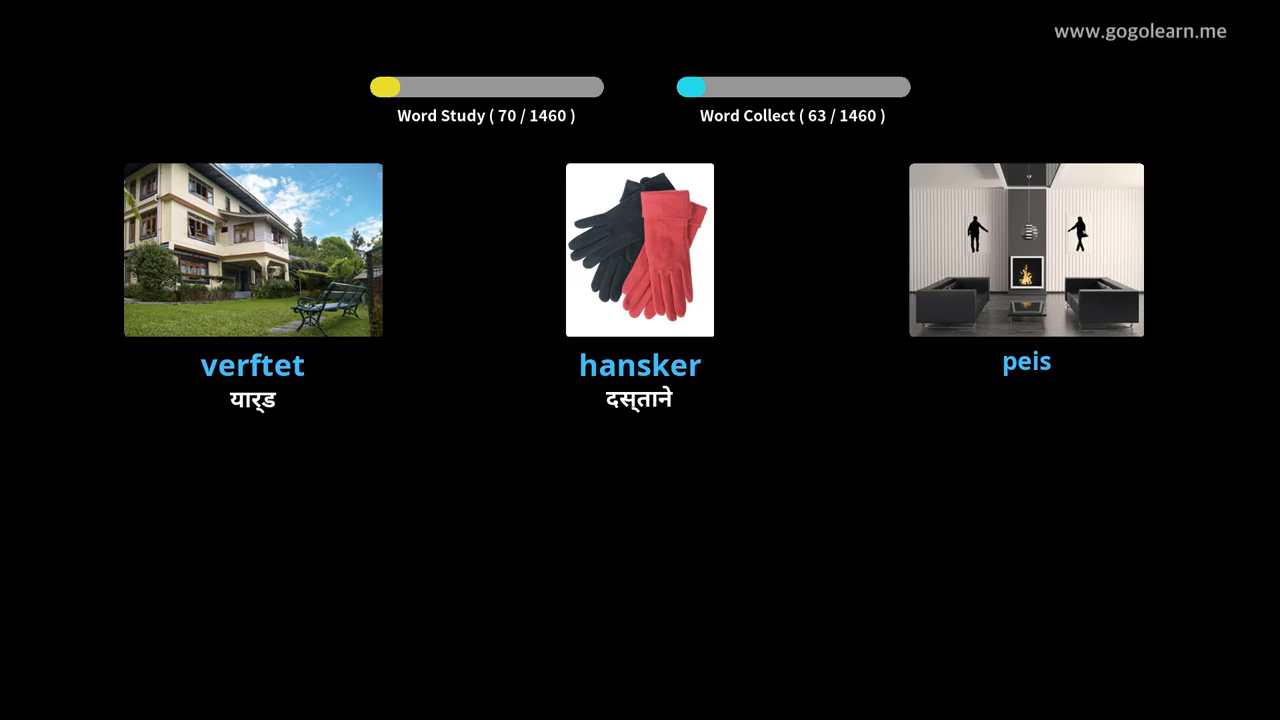 www.gogolearn.me
Word Study ( 70 / 1460 )
Word Collect ( 63 / 1460 )
verftet
यार्ड
hansker
दस्ताने
peis